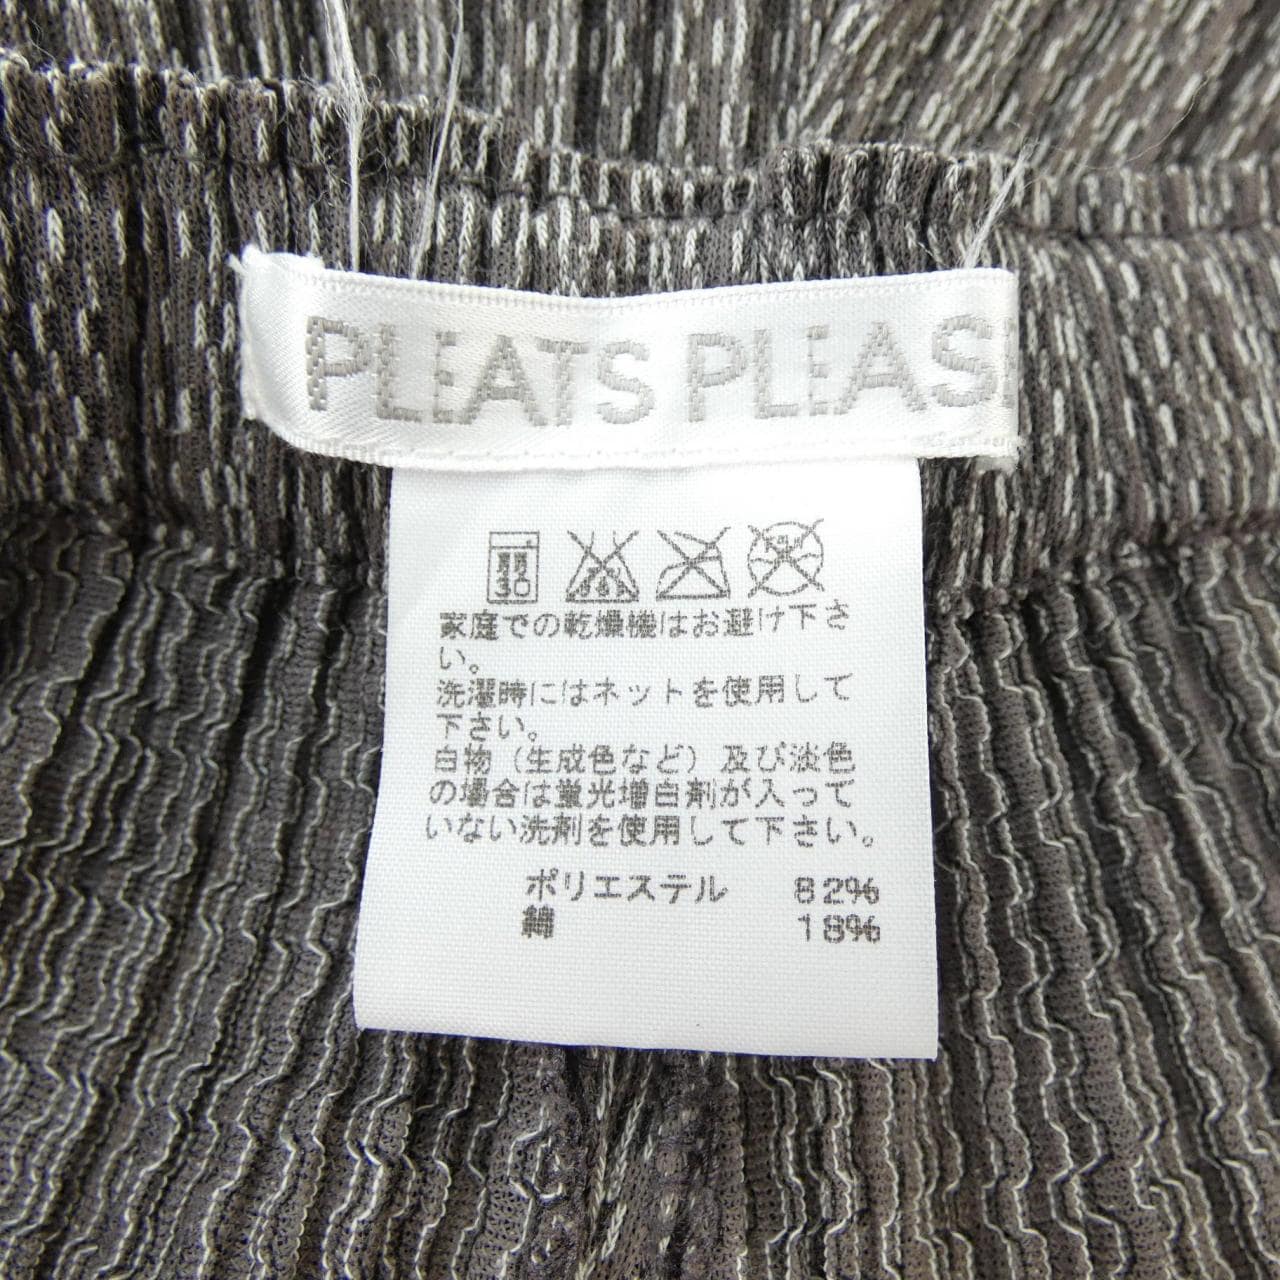 PLEATS PLEAS
30
家庭での乾燥機はお避け下さ
い。
洗濯時にはネットを使用して
下さい。
白物（生成色など）及び淡色
の場合は蛍光増白剤が入って
いない洗剤を使用して下さい。
ポリエステル 82%
綿 18%